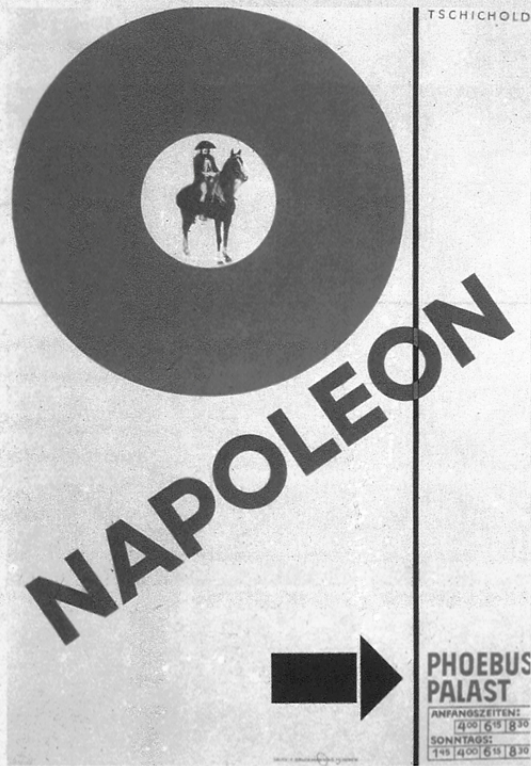 TSCHICHOLD
NAPOLEON
PHOEBUS
PALAST
ANFANGSZEITEN:
4⁰⁰ 6¹⁵ 8³⁰
SONNTAGS:
1⁴⁵ 4⁰⁰ 6¹⁵ 8³⁰